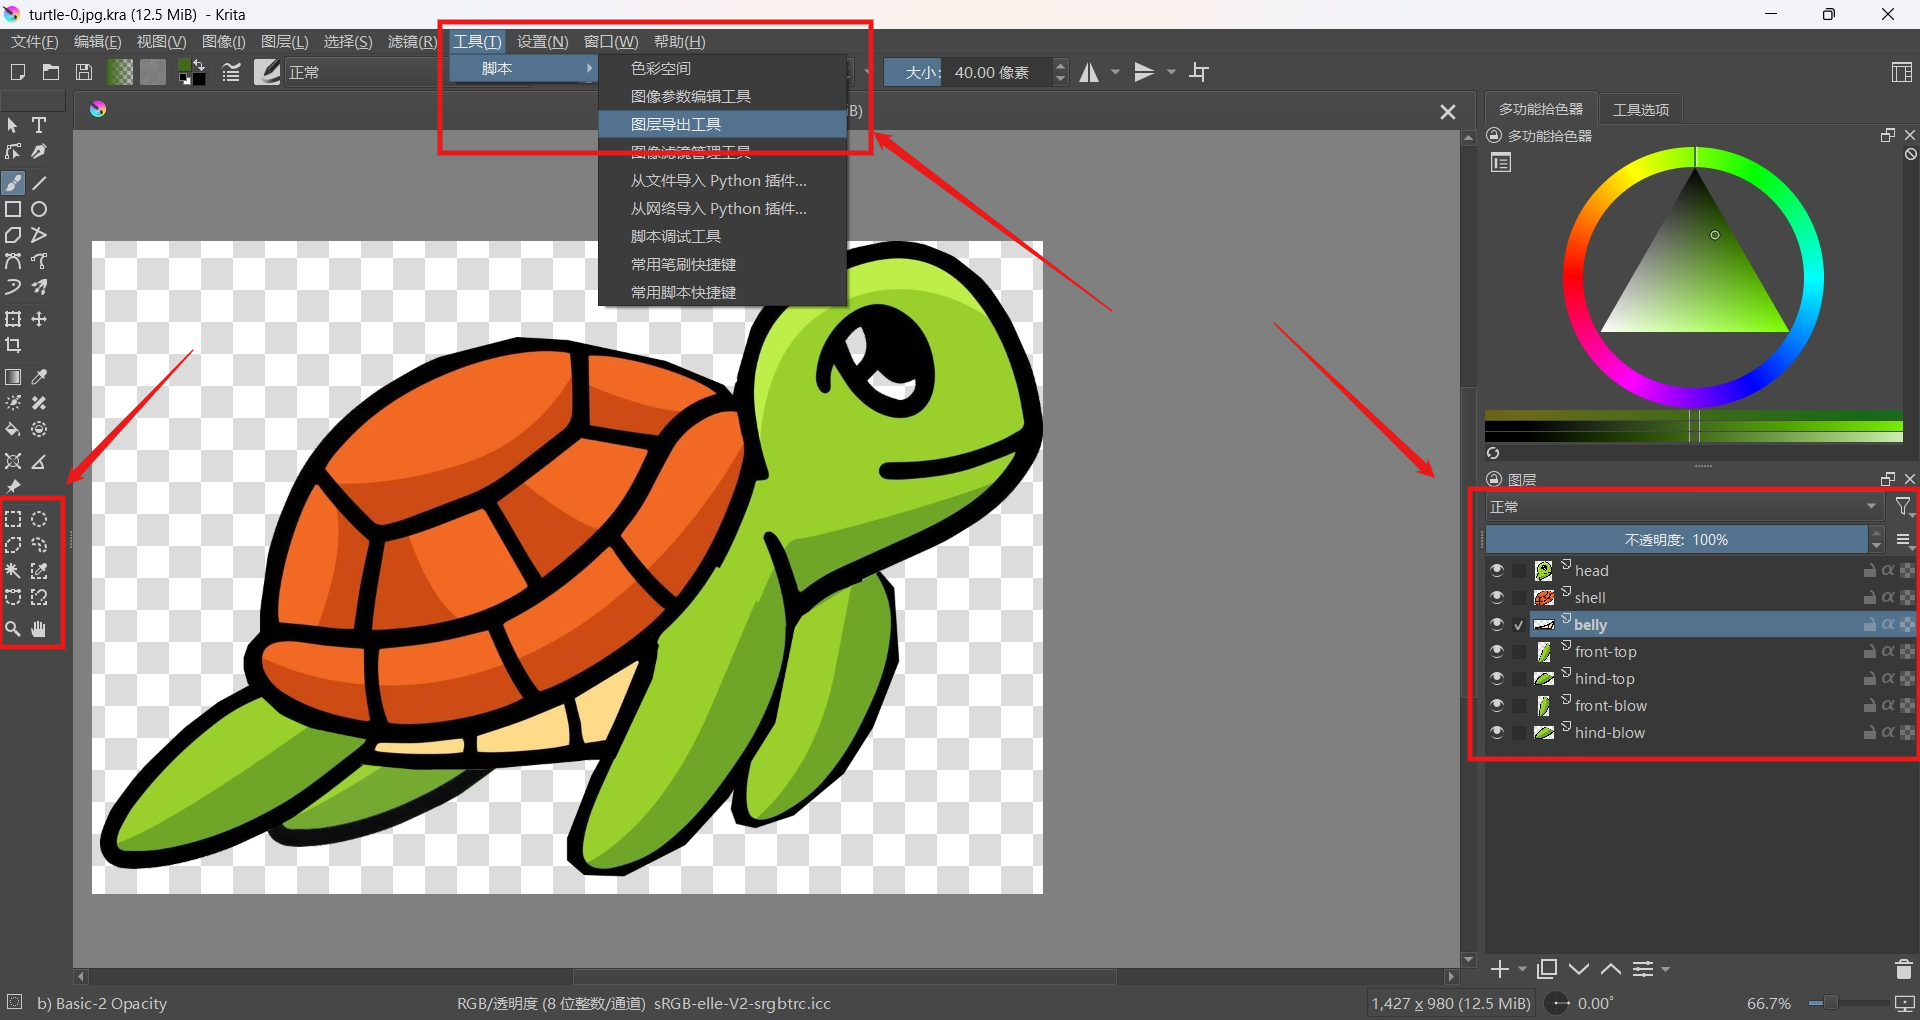 turtle-0.jpg.kra (12.5 MiB) - Krita
文件(F) 编辑(E) 视图(V) 图像(I) 图层(L) 选择(S) 滤镜(R) 工具(T) 设置(N) 窗口(W) 帮助(H)
正常
大小: 40.00 像素
脚本
色彩空间
图像参数编辑工具
图层导出工具
图像滤镜管理工具
从文件导入 Python 插件...
从网络导入 Python 插件...
脚本调试工具
常用笔刷快捷键
常用脚本快捷键
iB)
多功能拾色器 工具选项
多功能拾色器
图层
正常
不透明度: 100%
head
shell
belly
front-top
hind-top
front-blow
hind-blow
b) Basic-2 Opacity
RGB/透明度 (8 位整数/通道) sRGB-elle-V2-srgbtrc.icc
1,427 x 980 (12.5 MiB)
0.00°
66.7%